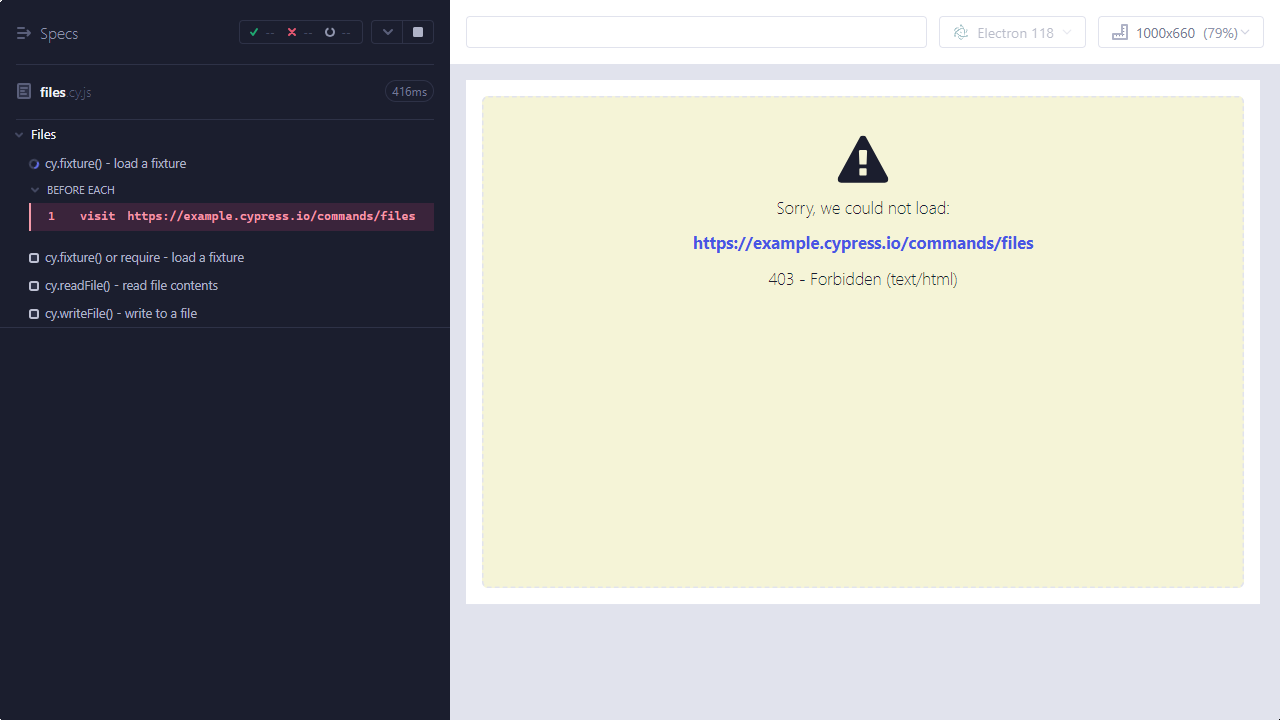 Specs
-- -- --
files.cy.js
416ms
Files
cy.fixture() - load a fixture
BEFORE EACH
1 visit https://example.cypress.io/commands/files
cy.fixture() or require - load a fixture
cy.readFile() - read file contents
cy.writeFile() - write to a file
Electron 118
1000x660 (79%)
Sorry, we could not load:
https://example.cypress.io/commands/files
403 - Forbidden (text/html)